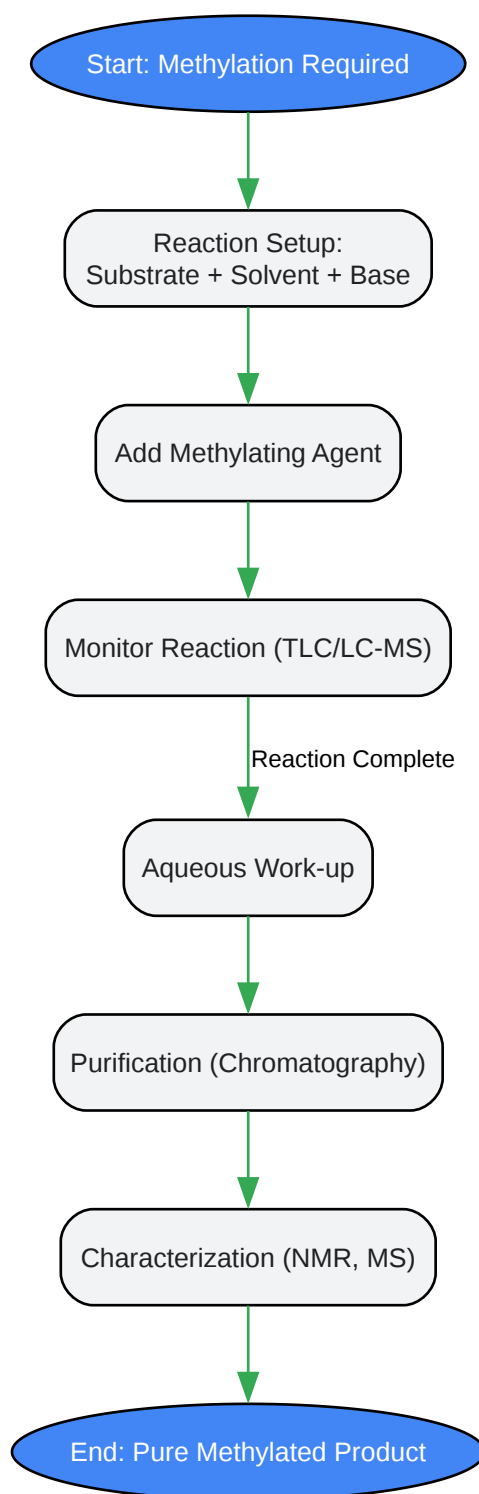 Start: Methylation Required
Reaction Setup:
Substrate + Solvent + Base
Add Methylating Agent
Monitor Reaction (TLC/LC-MS)
Reaction Complete
Aqueous Work-up
Purification (Chromatography)
Characterization (NMR, MS)
End: Pure Methylated Product